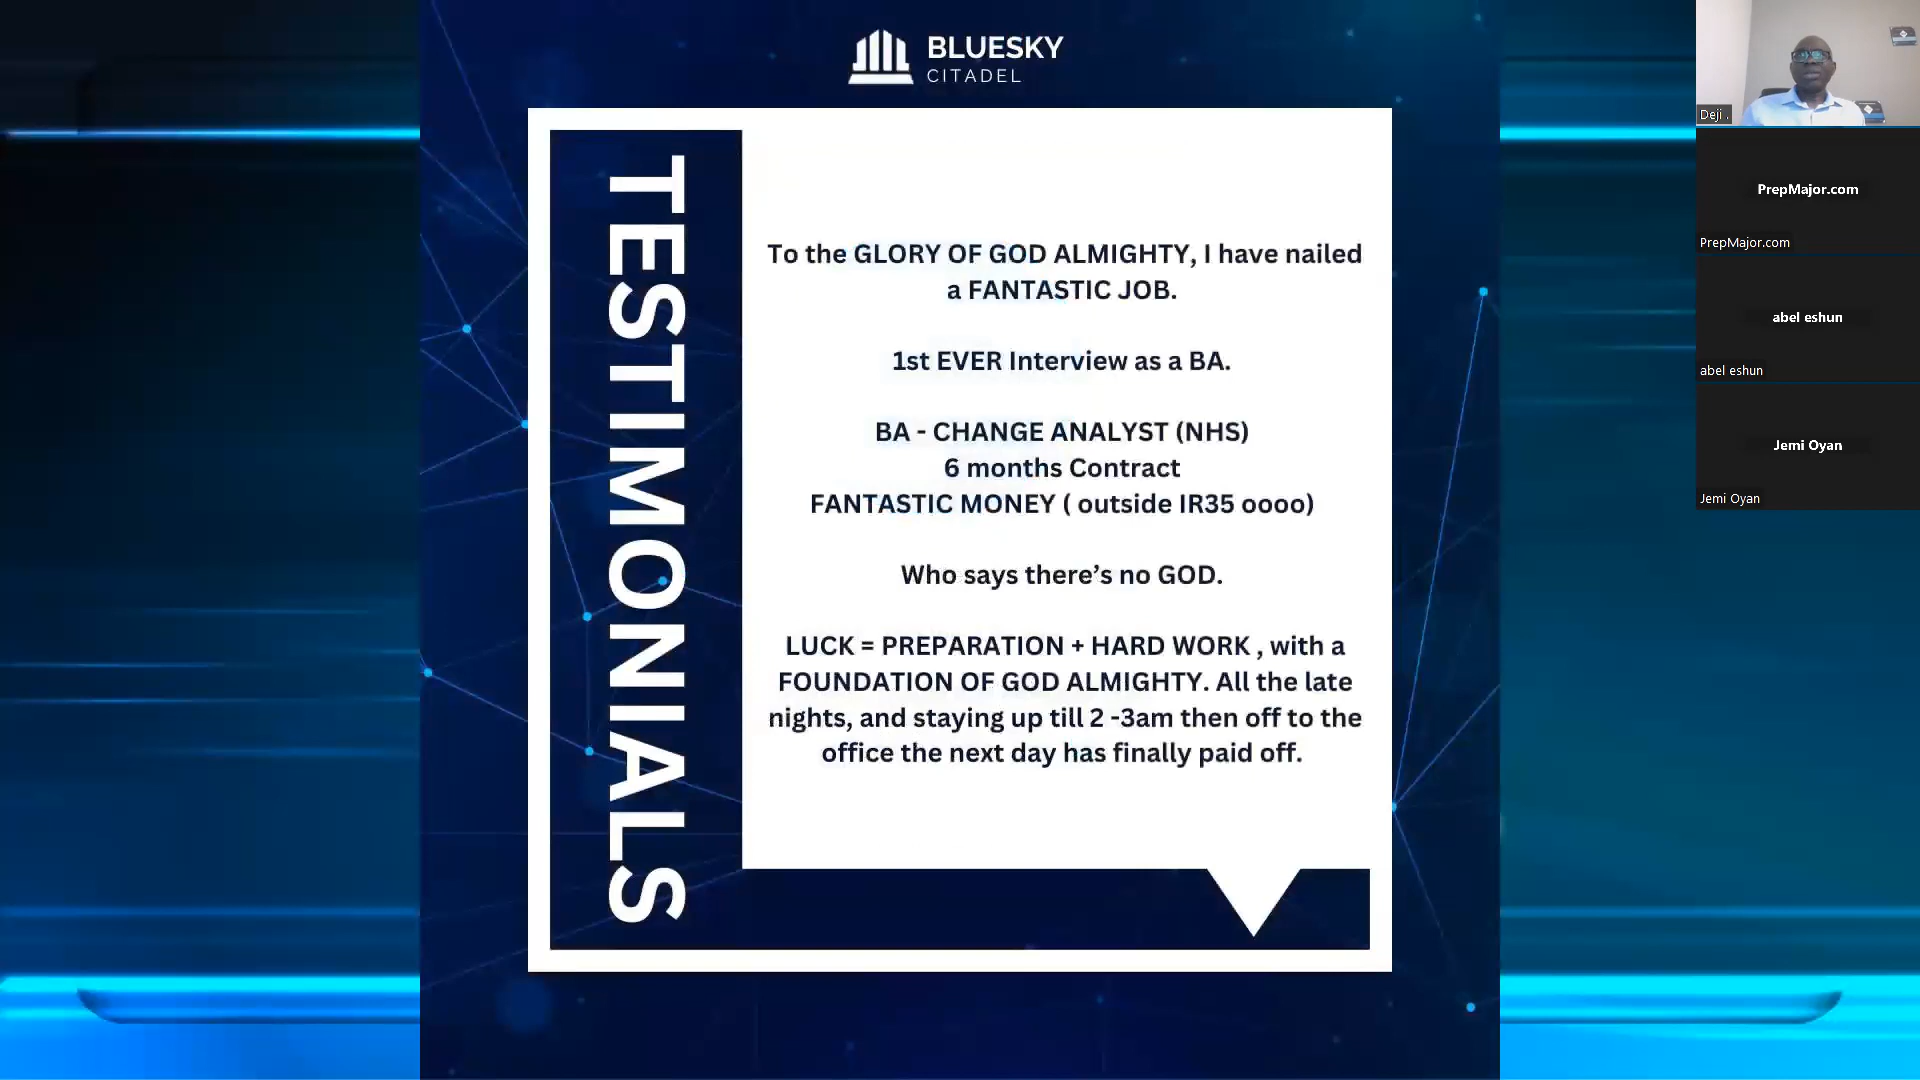 BLUESKY
CITADEL
TESTIMONIALS
To the GLORY OF GOD ALMIGHTY, I have nailed
a FANTASTIC JOB.
1st EVER Interview as a BA.
BA - CHANGE ANALYST (NHS)
6 months Contract
FANTASTIC MONEY ( outside IR35 oooo)
Who says there’s no GOD.
LUCK = PREPARATION + HARD WORK , with a
FOUNDATION OF GOD ALMIGHTY. All the late
nights, and staying up till 2 -3am then off to the
office the next day has finally paid off.
Deji .
PrepMajor.com
PrepMajor.com
abel eshun
abel eshun
Jemi Oyan
Jemi Oyan